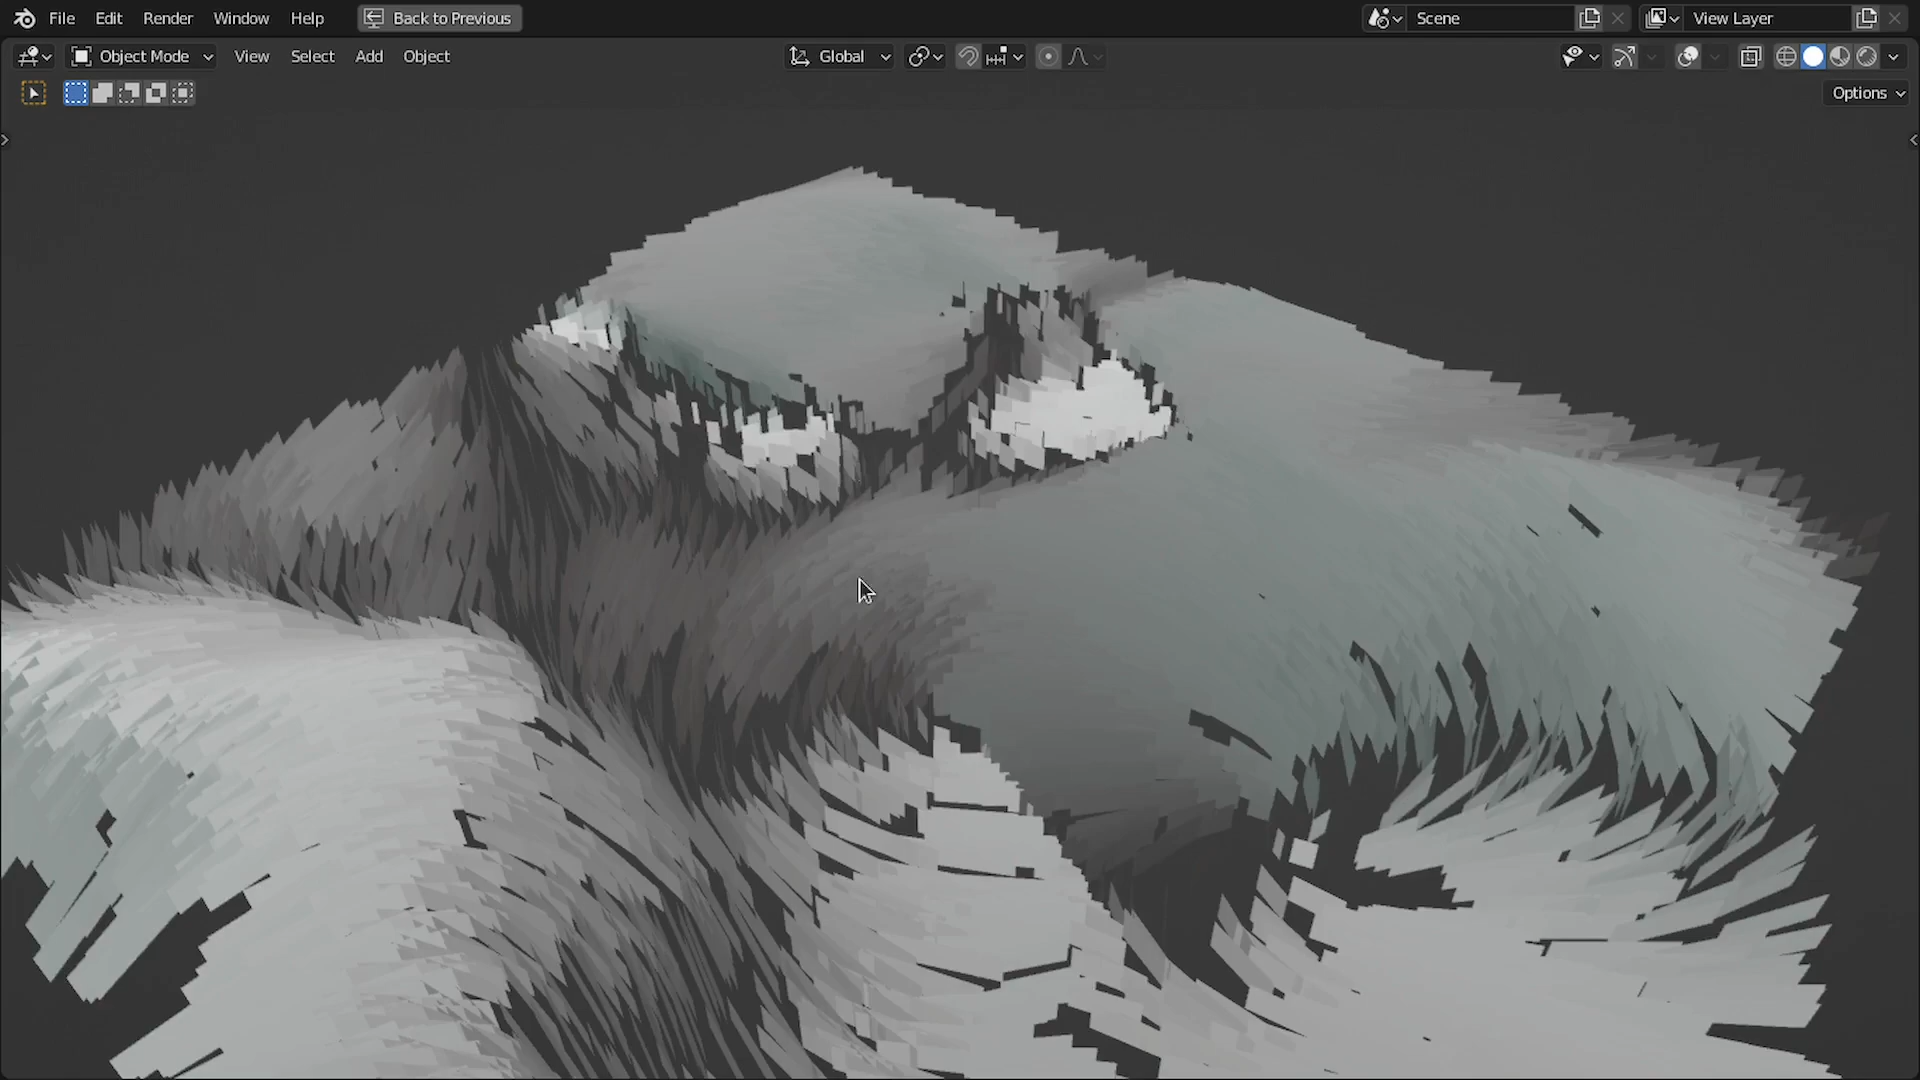 File Edit Render Window Help Back to Previous Scene View Layer
Object Mode View Select Add Object Global
Options